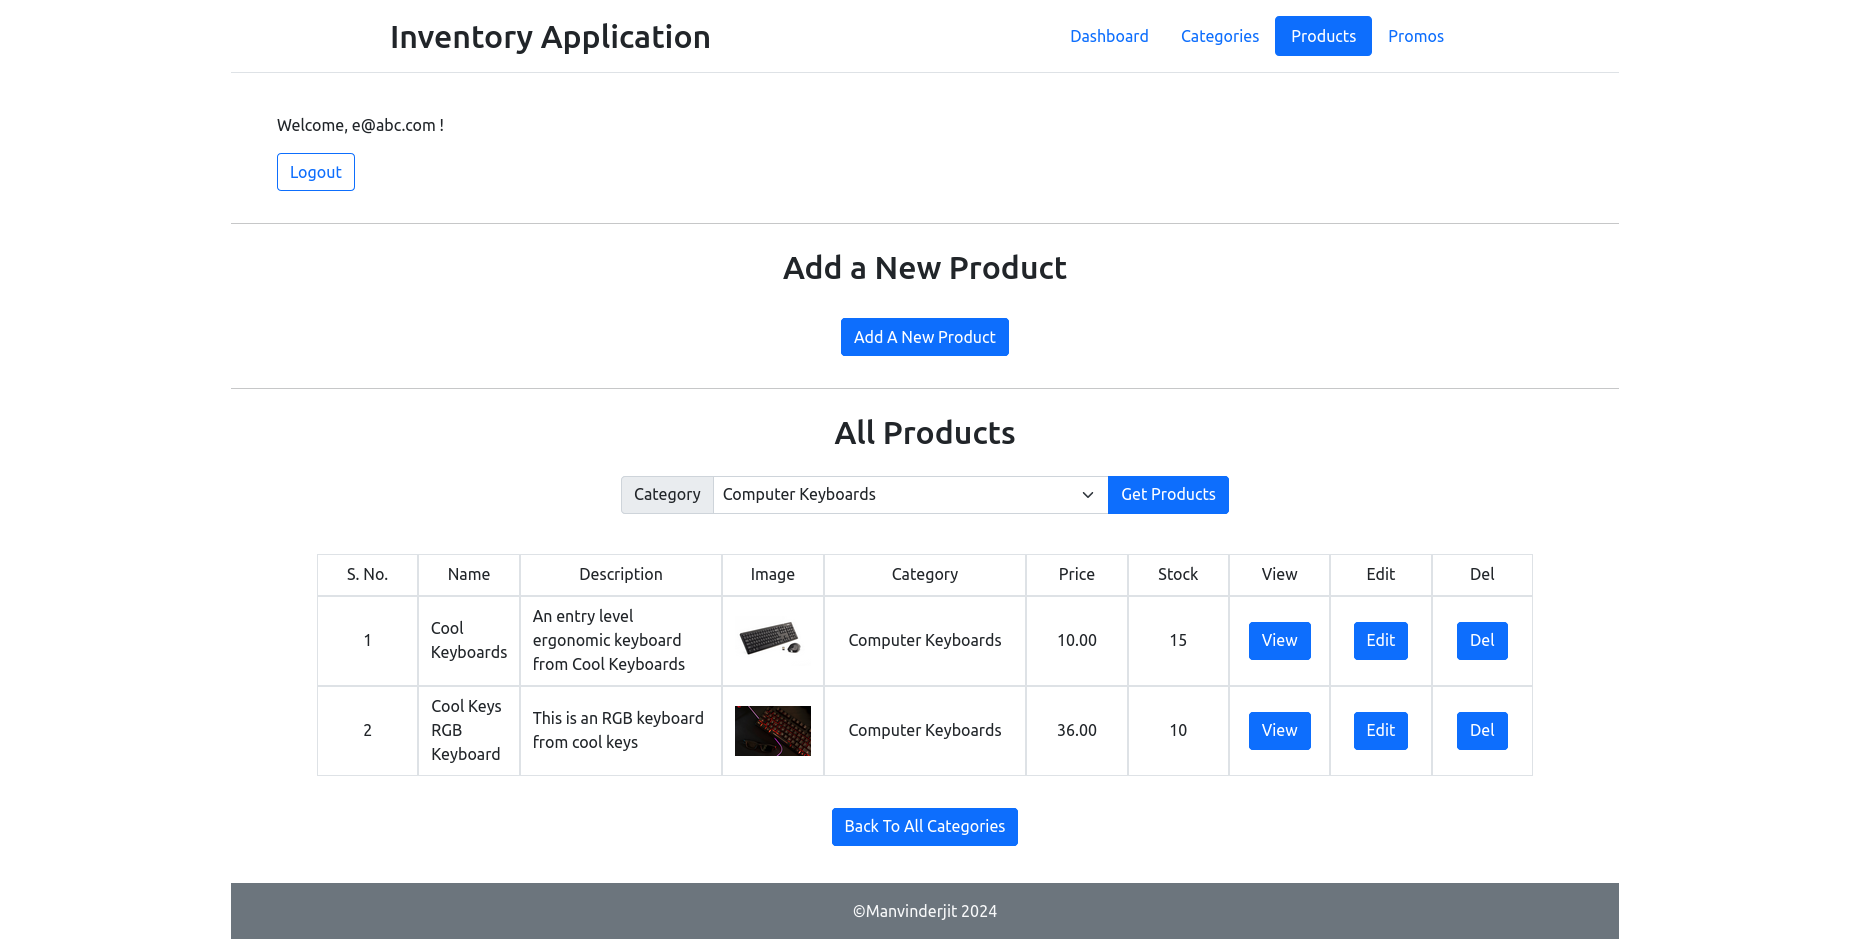 Inventory Application
Dashboard Categories Products Promos
Welcome, e@abc.com !
Logout
Add a New Product
Add A New Product
All Products
Category Computer Keyboards Get Products
S. No. Name Description Image Category Price Stock View Edit Del
1
Cool
Keyboards
An entry level
ergonomic keyboard
from Cool Keyboards
Computer Keyboards 10.00 15 View Edit Del
2
Cool Keys
RGB
Keyboard
This is an RGB keyboard
from cool keys
Computer Keyboards 36.00 10 View Edit Del
Back To All Categories
©Manvinderjit 2024